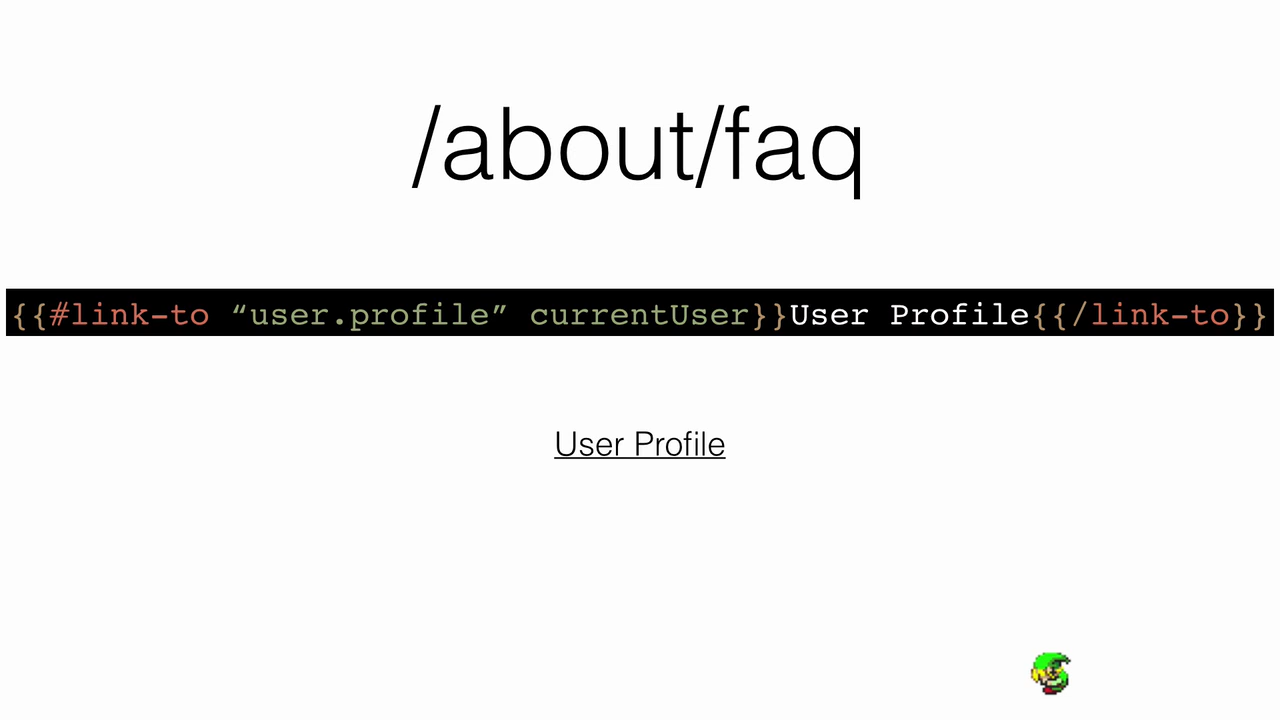 /about/faq
{{#link-to “user.profile” currentUser}}User Profile{{/link-to}}
User Profile